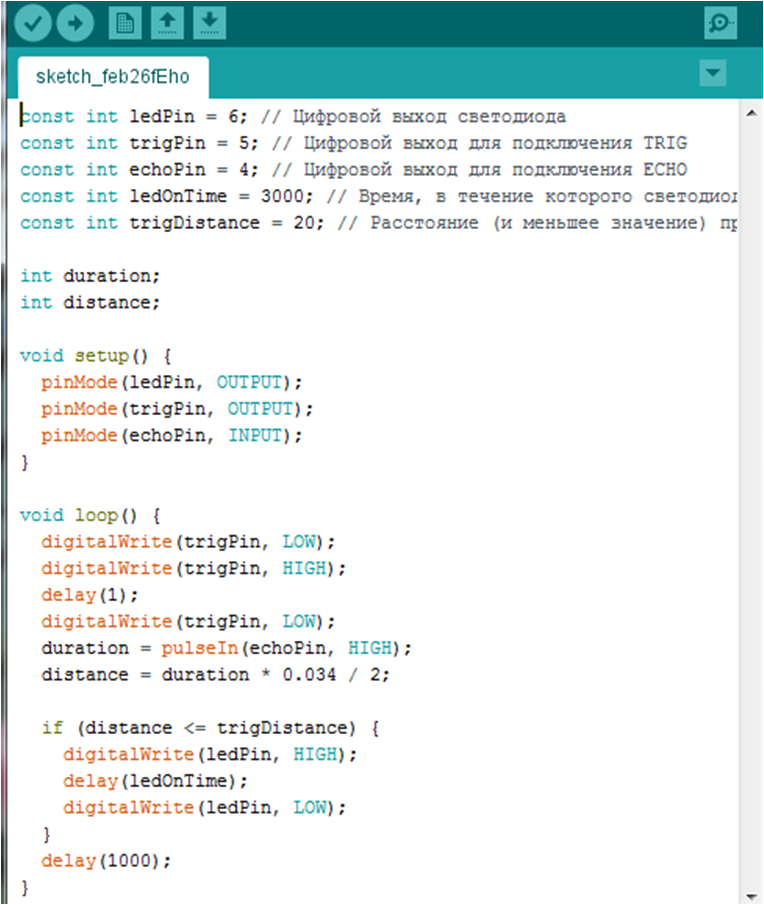 sketch_feb26fEho
const int ledPin = 6; // Цифровой выход светодиода
const int trigPin = 5; // Цифровой выход для подключения TRIG
const int echoPin = 4; // Цифровой выход для подключения ECHO
const int ledOnTime = 3000; // Время, в течение которого
const int trigDistance = 20; // Расстояние (и меньшее значение)
int duration;
int distance;
void setup() {
pinMode(ledPin, OUTPUT);
pinMode(trigPin, OUTPUT);
pinMode(echoPin, INPUT);
}
void loop() {
digitalWrite(trigPin, LOW);
digitalWrite(trigPin, HIGH);
delay(1);
digitalWrite(trigPin, LOW);
duration = pulseIn(echoPin, HIGH);
distance = duration * 0.034 / 2;
if (distance <= trigDistance) {
digitalWrite(ledPin, HIGH);
delay(ledOnTime);
digitalWrite(ledPin, LOW);
}
delay(1000);
}